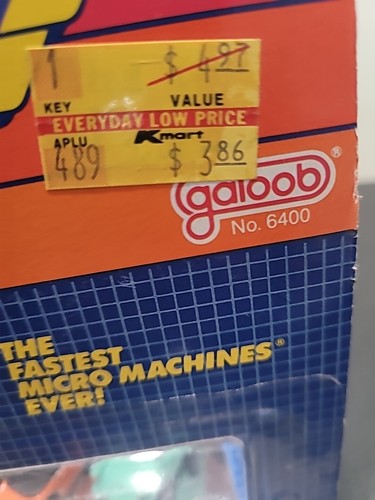 1 $ 4.97
KEY VALUE
EVERYDAY LOW PRICE
APLU Kmart
489 $ 3.86
galoob®
No. 6400
THE
FASTEST
MICRO MACHINES®
EVER!